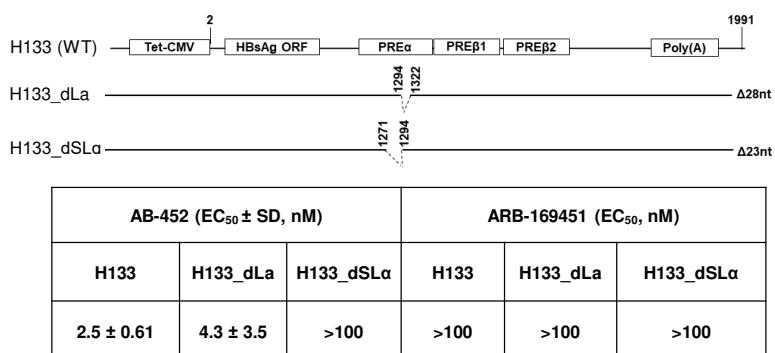 2 1991
H133 (WT) Tet-CMV HBsAg ORF PREα PREβ1 PREβ2 Poly(A)
1294 1322
H133_dLa Δ28nt
1271 1294
H133_dSLα Δ23nt
AB-452 (EC50 ± SD, nM) ARB-169451 (EC50, nM)
H133 H133_dLa H133_dSLα H133 H133_dLa H133_dSLα
2.5 ± 0.61 4.3 ± 3.5 >100 >100 >100 >100